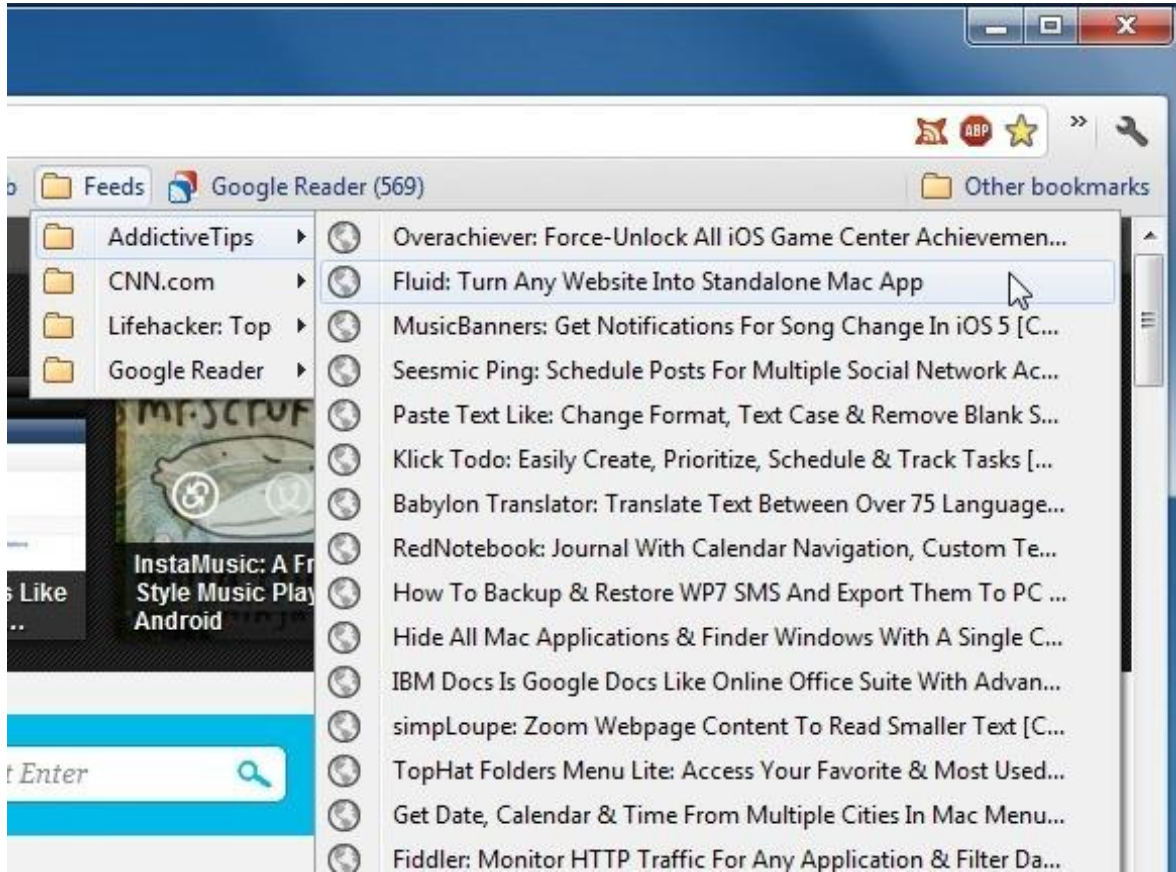 ABP
»
Feeds
Google Reader (569)
Other bookmarks
AddictiveTips
CNN.com
Lifehacker: Top
Google Reader
Overachiever: Force-Unlock All iOS Game Center Achievemen...
Fluid: Turn Any Website Into Standalone Mac App
MusicBanners: Get Notifications For Song Change In iOS 5 [C...
Seesmic Ping: Schedule Posts For Multiple Social Network Ac...
Paste Text Like: Change Format, Text Case & Remove Blank S...
Klick Todo: Easily Create, Prioritize, Schedule & Track Tasks [...
Babylon Translator: Translate Text Between Over 75 Language...
RedNotebook: Journal With Calendar Navigation, Custom Te...
How To Backup & Restore WP7 SMS And Export Them To PC ...
Hide All Mac Applications & Finder Windows With A Single C...
IBM Docs Is Google Docs Like Online Office Suite With Advan...
simpLoupe: Zoom Webpage Content To Read Smaller Text [C...
TopHat Folders Menu Lite: Access Your Favorite & Most Used...
Get Date, Calendar & Time From Multiple Cities In Mac Menu...
Fiddler: Monitor HTTP Traffic For Any Application & Filter Da...
mr.scruf
s Like
...
InstaMusic: A Fr
Style Music Play
Android
t Enter